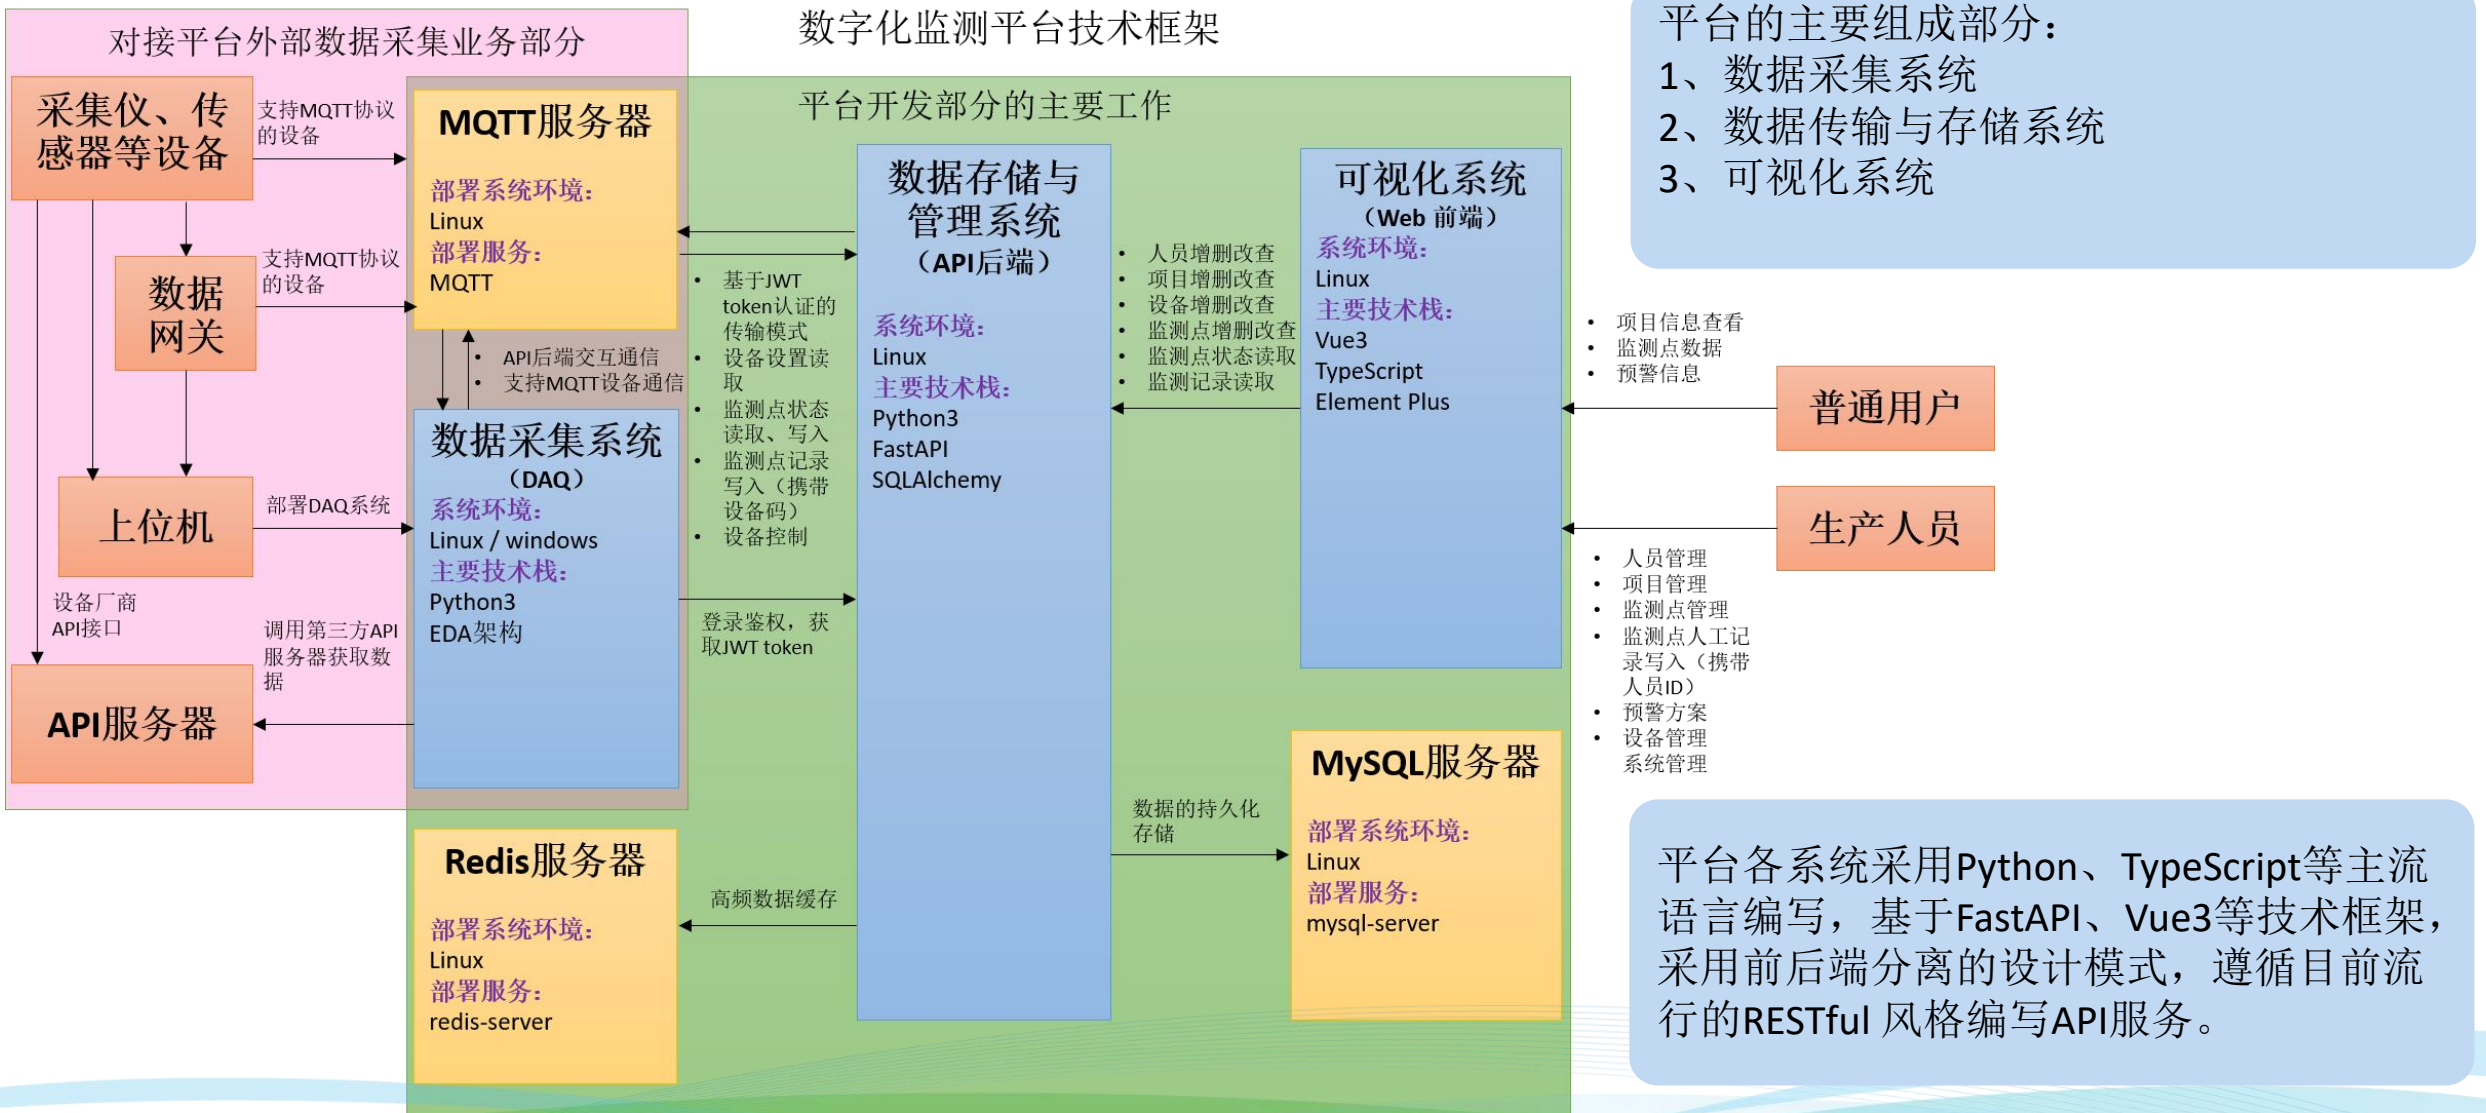 数字化监测平台技术框架
对接平台外部数据采集业务部分
采集仪、传
感器等设备
支持MQTT协议
的设备
数据
网关
支持MQTT协议
的设备
上位机
部署DAQ系统
设备厂商
API接口
调用第三方API
服务器获取数
据
API服务器
平台开发部分的主要工作
MQTT服务器
部署系统环境：
Linux
部署服务：
MQTT
• API后端交互通信
• 支持MQTT设备通信
数据采集系统
（DAQ）
系统环境：
Linux / windows
主要技术栈：
Python3
EDA架构
• 基于JWT
token认证的
传输模式
• 设备设置读
取
• 监测点状态
读取、写入
• 监测点记录
写入（携带
设备码）
• 设备控制
登录鉴权，获
取JWT token
Redis服务器
部署系统环境：
Linux
部署服务：
redis-server
高频数据缓存
数据存储与
管理系统
（API后端）
系统环境：
Linux
主要技术栈：
Python3
FastAPI
SQLAlchemy
• 人员增删改查
• 项目增删改查
• 设备增删改查
• 监测点增删改查
• 监测点状态读取
• 监测记录读取
数据的持久化
存储
可视化系统
（Web 前端）
系统环境：
Linux
主要技术栈：
Vue3
TypeScript
Element Plus
MySQL服务器
部署系统环境：
Linux
部署服务：
mysql-server
平台的主要组成部分：
1、数据采集系统
2、数据传输与存储系统
3、可视化系统
• 项目信息查看
• 监测点数据
• 预警信息
普通用户
生产人员
• 人员管理
• 项目管理
• 监测点管理
• 监测点人工记
录写入（携带
人员ID）
• 预警方案
• 设备管理
系统管理
平台各系统采用Python、TypeScript等主流
语言编写，基于FastAPI、Vue3等技术框架，
采用前后端分离的设计模式，遵循目前流
行的RESTful 风格编写API服务。